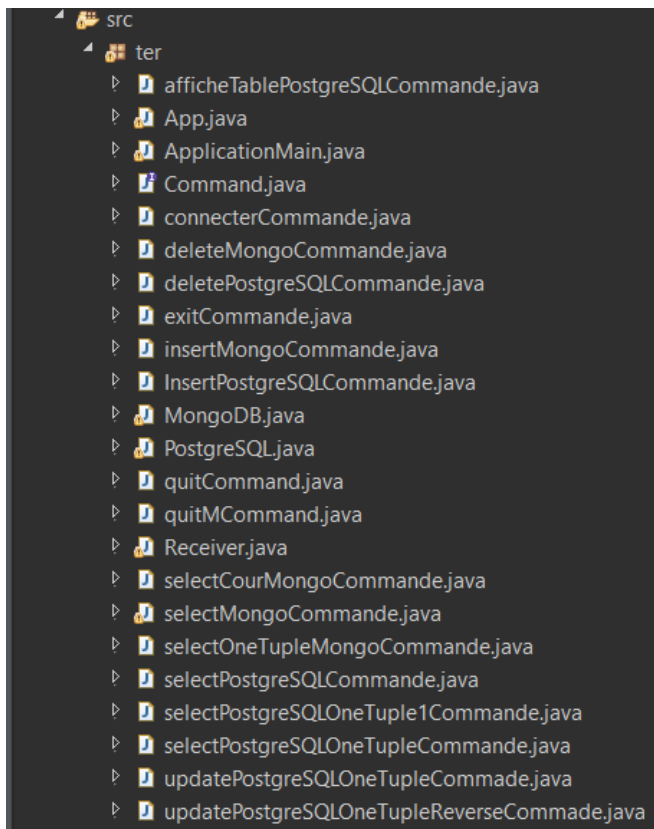 src
ter
afficheTablePostgreSQLCommande.java
App.java
ApplicationMain.java
Command.java
connecterCommande.java
deleteMongoCommande.java
deletePostgreSQLCommande.java
exitCommande.java
insertMongoCommande.java
InsertPostgreSQLCommande.java
MongoDB.java
PostgreSQL.java
quitCommand.java
quitMCommand.java
Receiver.java
selectCourMongoCommande.java
selectMongoCommande.java
selectOneTupleMongoCommande.java
selectPostgreSQLCommande.java
selectPostgreSQLOneTuple1Commande.java
selectPostgreSQLOneTupleCommande.java
updatePostgreSQLOneTupleCommade.java
updatePostgreSQLOneTupleReverseCommade.java